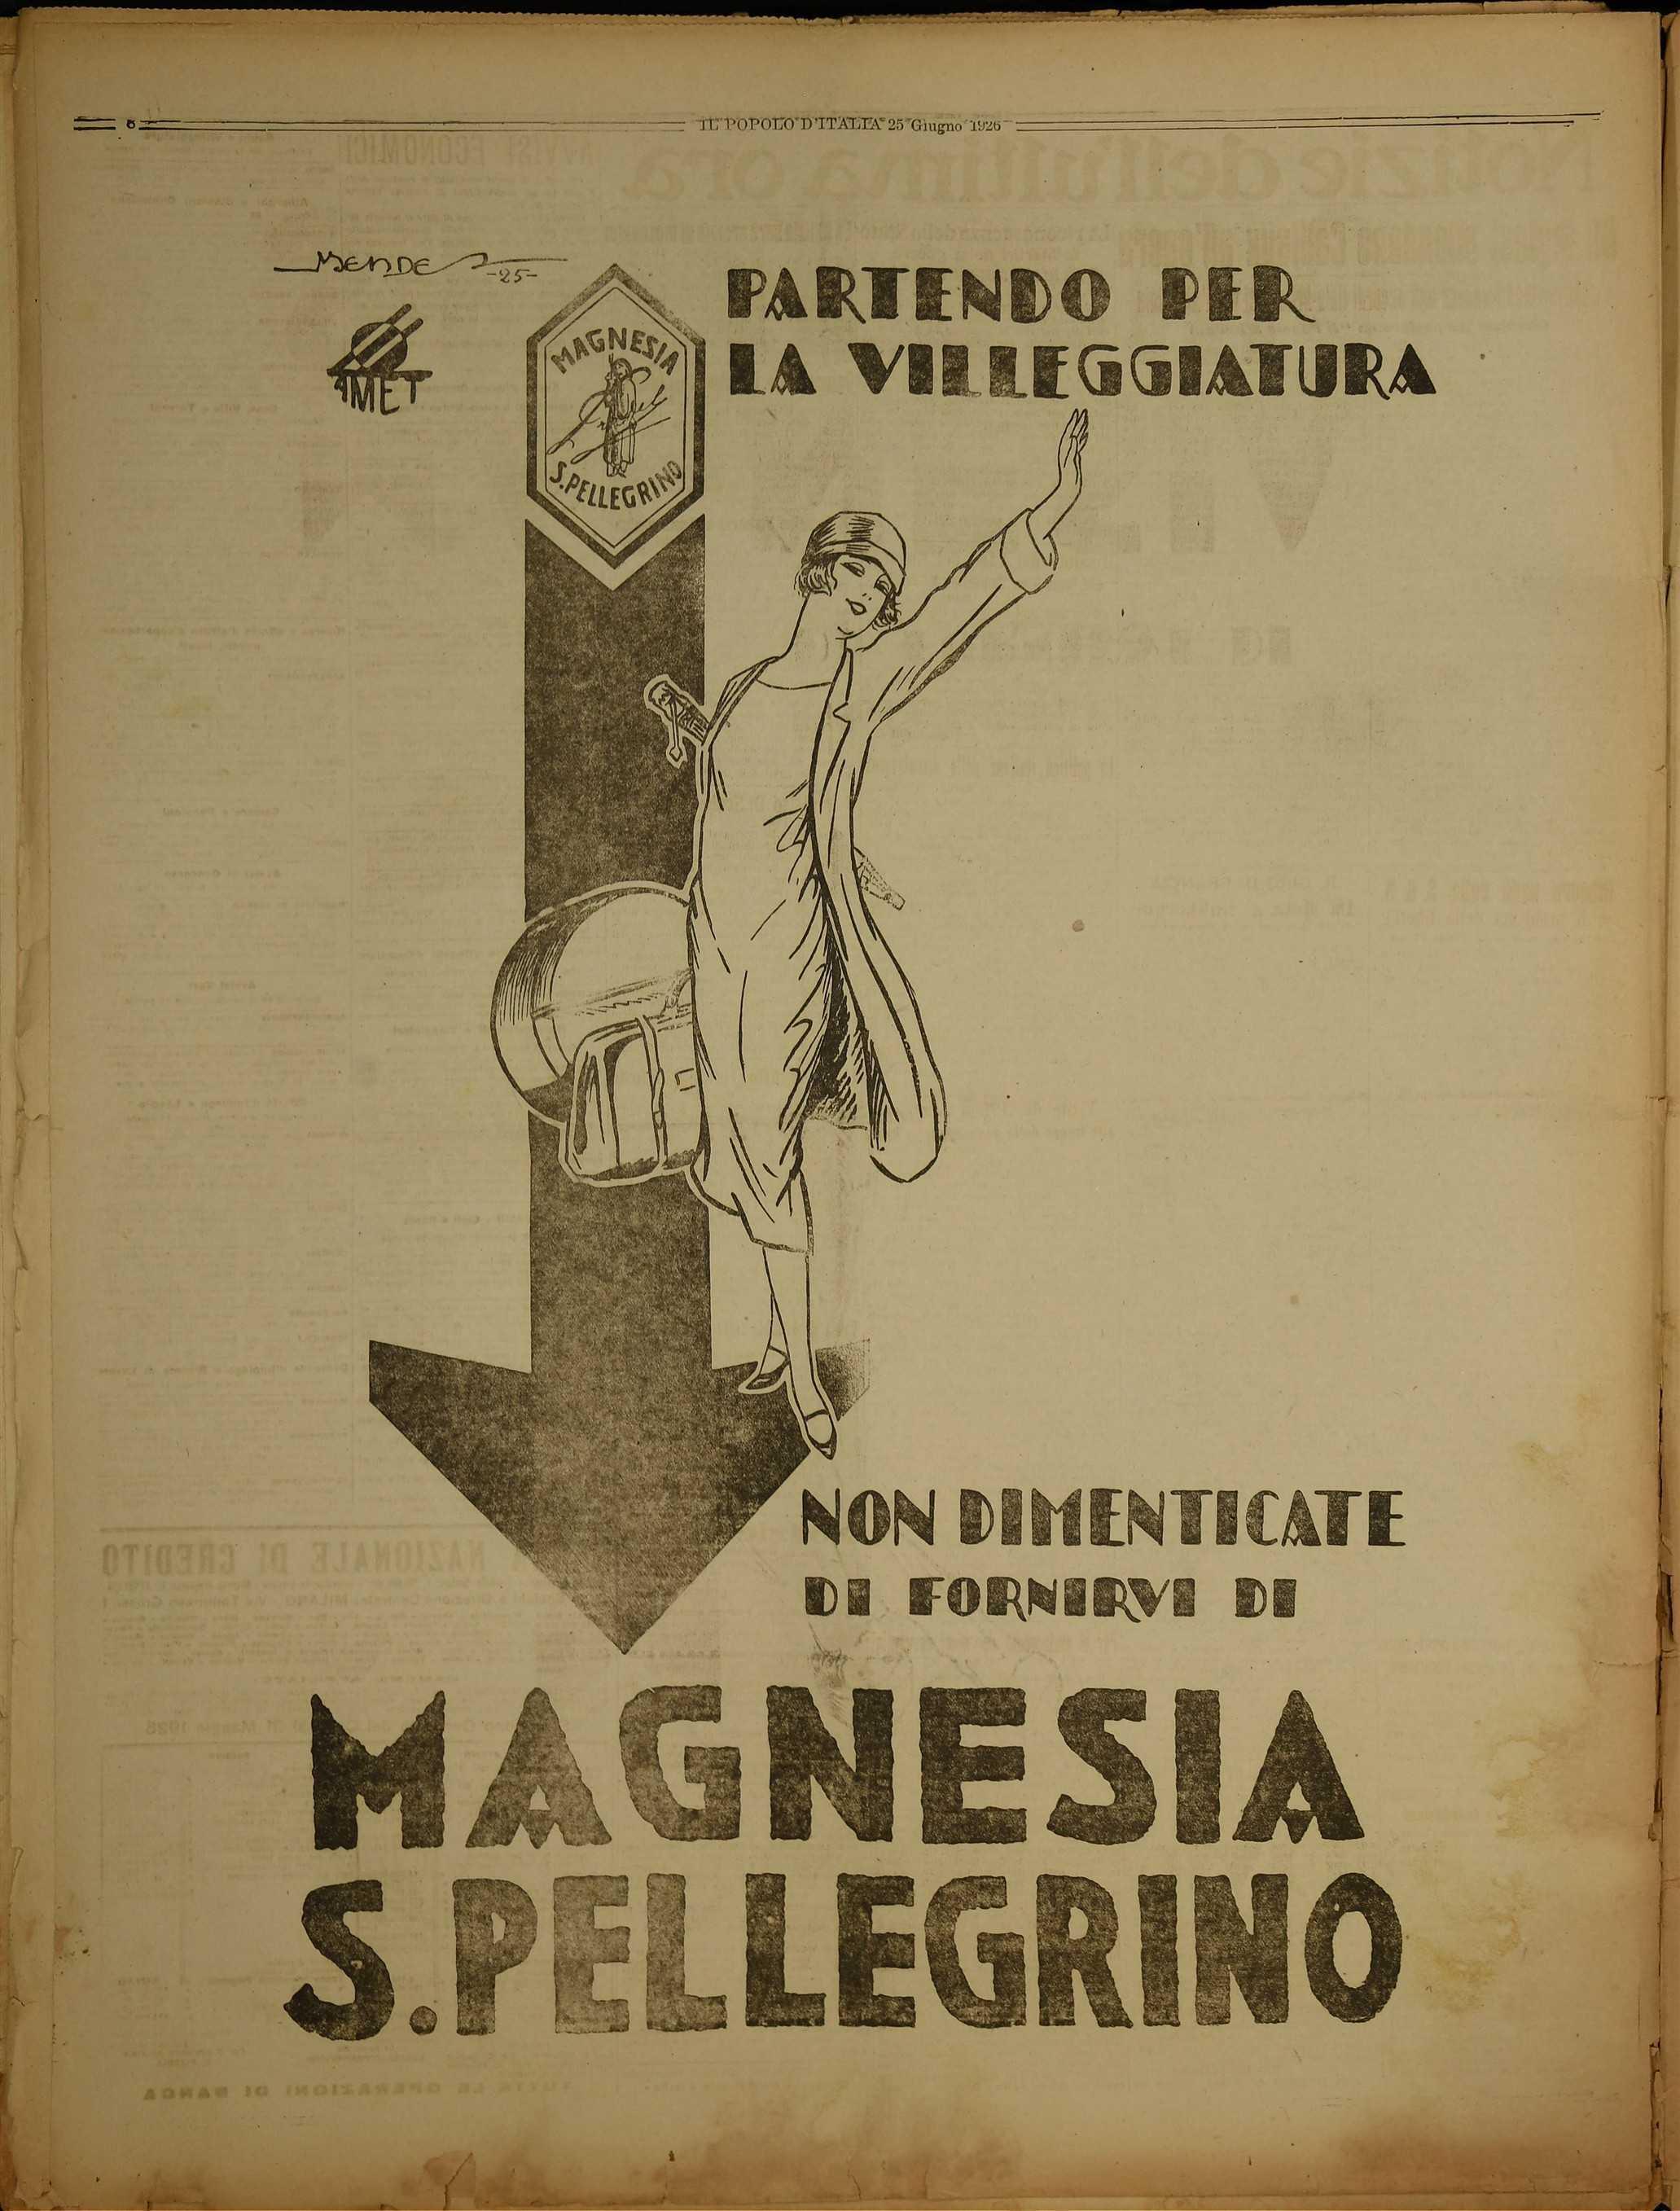 8
IL POPOLO D'ITALIA 25 Giugno 1926
MENDES
-25-
IMET
MAGNESIA
S.PELLEGRINO
PARTENDO PER
LA VILLEGGIATURA
NON DIMENTICATE
DI FORNIRVI DI
MAGNESIA
S.PELLEGRINO